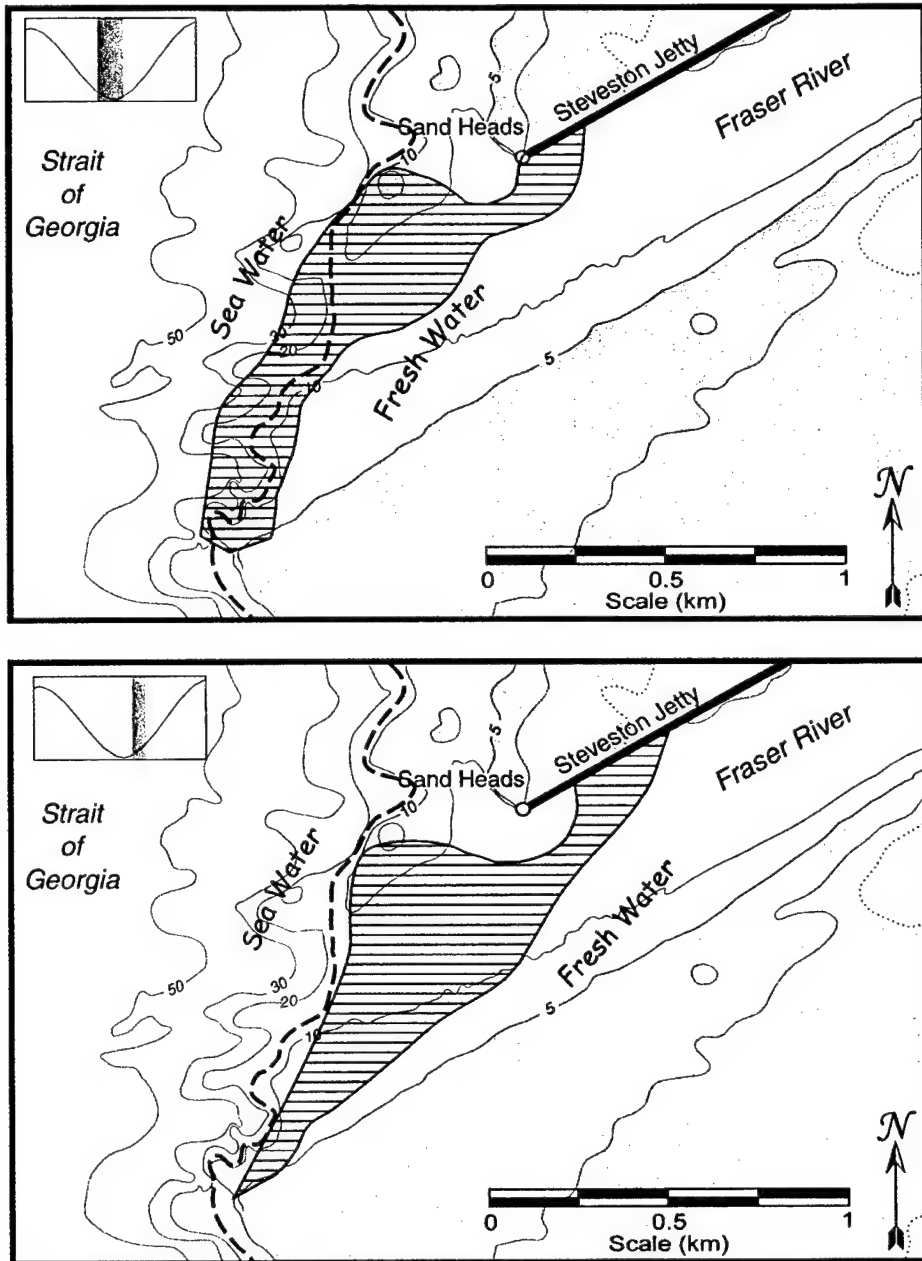 Steveston Jetty
Fraser River
5
Sand Heads
10
Strait
of
Georgia
Sea Water
50
30
20
10
Fresh Water
5
N
0
0.5
1
Scale (km)
Steveston Jetty
Fraser River
5
Sand Heads
10
Strait
of
Georgia
Sea Water
50
30
20
10
Fresh Water
5
N
0
0.5
1
Scale (km)